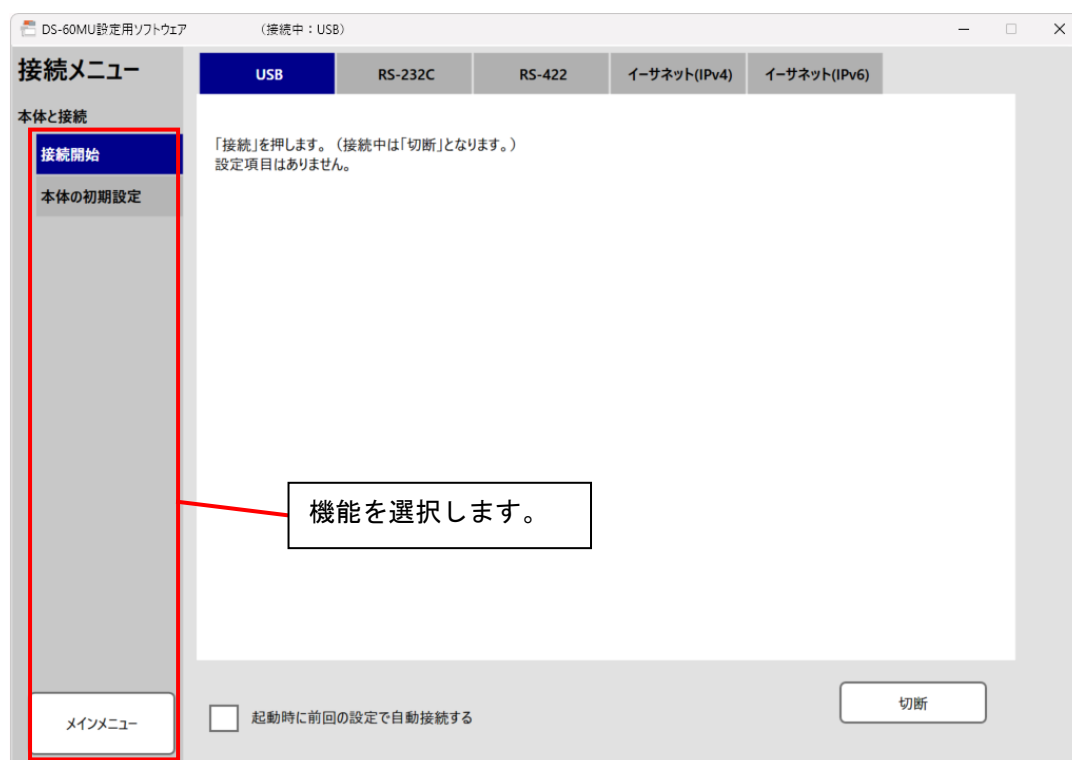 DS-60MU設定用ソフトウェア （接続中：USB）
接続メニュー
USB RS-232C RS-422 イーサネット(IPv4) イーサネット(IPv6)
本体と接続
接続開始
本体の初期設定
「接続」を押します。（接続中は「切断」となります。）
設定項目はありません。
機能を選択します。
メインメニュー
起動時に前回の設定で自動接続する
切断